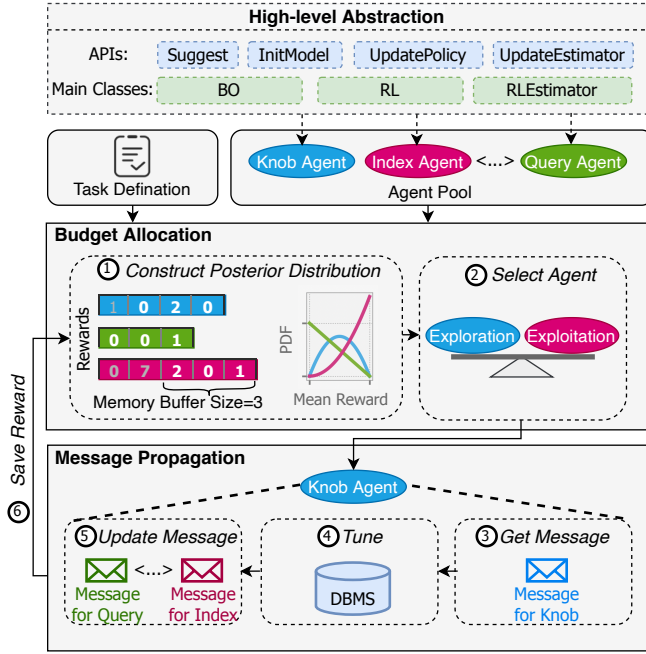 High-level Abstraction
APIs: Suggest InitModel UpdatePolicy UpdateEstimator
Main Classes: BO RL RLEstimator
Knob Agent Index Agent <...> Query Agent
Task Defination
Agent Pool
Budget Allocation
① Construct Posterior Distribution
Rewards
1 0 2 0
0 0 1
0 7 2 0 1
Memory Buffer Size=3
PDF
Mean Reward
② Select Agent
Exploration Exploitation
⑥ Save Reward
Message Propagation
Knob Agent
⑤ Update Message
<...>
Message for Query
Message for Index
④ Tune
DBMS
③ Get Message
Message for Knob